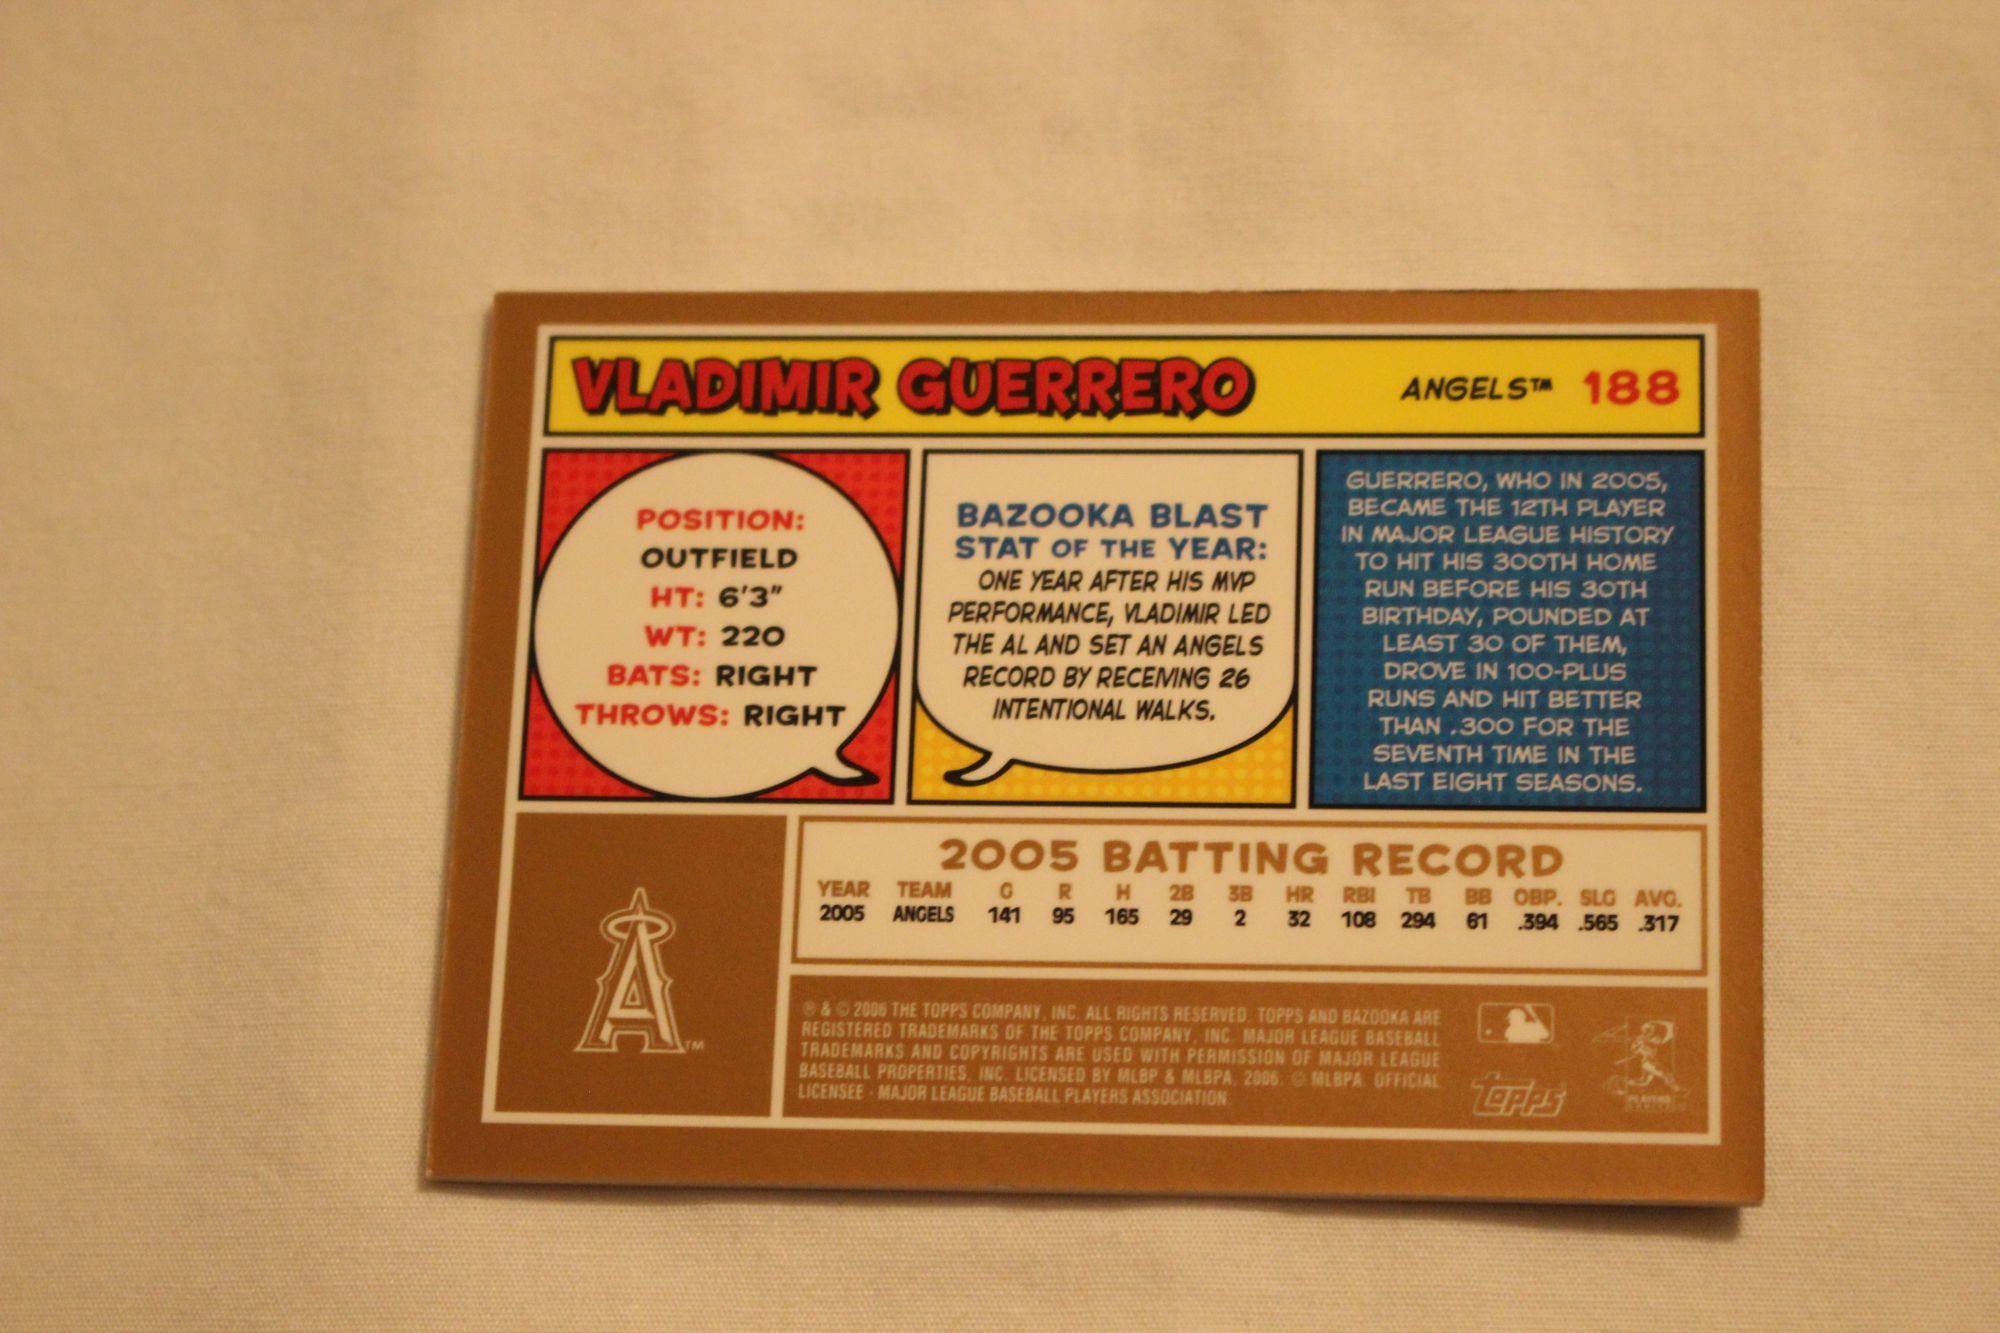 VLADIMIR GUERRERO ANGELS™ 188
POSITION:
OUTFIELD
HT: 6'3"
WT: 220
BATS: RIGHT
THROWS: RIGHT
BAZOOKA BLAST
STAT OF THE YEAR:
ONE YEAR AFTER HIS MVP
PERFORMANCE, VLADIMIR LED
THE AL AND SET AN ANGELS
RECORD BY RECEIVING 26
INTENTIONAL WALKS.
GUERRERO, WHO IN 2005,
BECAME THE 12TH PLAYER
IN MAJOR LEAGUE HISTORY
TO HIT HIS 300TH HOME
RUN BEFORE HIS 30TH
BIRTHDAY, POUNDED AT
LEAST 30 OF THEM,
DROVE IN 100-PLUS
RUNS AND HIT BETTER
THAN .300 FOR THE
SEVENTH TIME IN THE
LAST EIGHT SEASONS.
A™
2005 BATTING RECORD
YEAR TEAM G R H 2B 3B HR RBI TB BB OBP. SLG AVG.
2005 ANGELS 141 95 165 29 2 32 108 294 61 .394 .565 .317
® & © 2006 THE TOPPS COMPANY, INC. ALL RIGHTS RESERVED. TOPPS AND BAZOOKA ARE
REGISTERED TRADEMARKS OF THE TOPPS COMPANY, INC. MAJOR LEAGUE BASEBALL
TRADEMARKS AND COPYRIGHTS ARE USED WITH PERMISSION OF MAJOR LEAGUE
BASEBALL PROPERTIES, INC. LICENSED BY MLBP & MLBPA, 2006. © MLBPA. OFFICIAL
LICENSEE - MAJOR LEAGUE BASEBALL PLAYERS ASSOCIATION.
Topps
PLAYERS